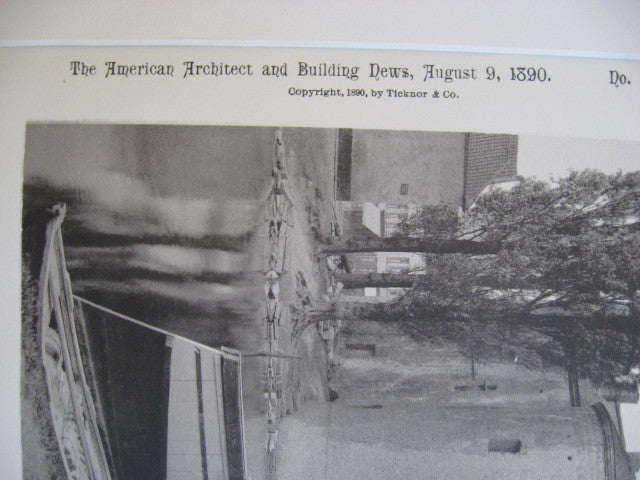 The American Architect and Building News, August 9, 1890. No.
Copyright, 1890, by Ticknor & Co.